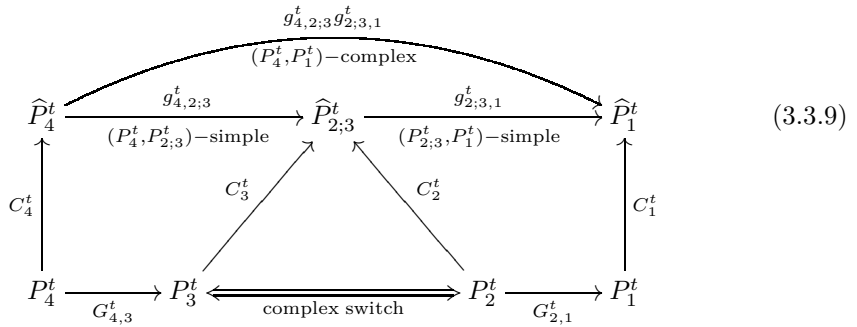 g^t_{4,2;3}g^t_{2;3,1}
(P^t_4,P^t_1)−complex
\widehat{P}^t_4 g^t_{4,2;3} \widehat{P}^t_{2;3} g^t_{2;3,1} \widehat{P}^t_1 (3.3.9)
(P^t_4,P^t_{2;3})−simple (P^t_{2;3},P^t_1)−simple
C^t_4 C^t_3 C^t_2 C^t_1
P^t_4 P^t_3 P^t_2 P^t_1
G^t_{4,3} complex switch G^t_{2,1}